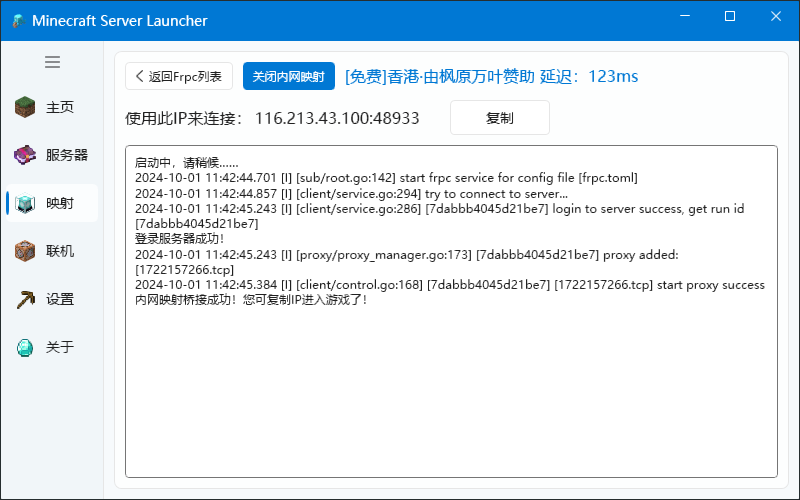 Minecraft Server Launcher
返回Frpc列表
关闭内网映射
[免费]香港·由枫原万叶赞助 延迟：123ms
主页
使用此IP来连接： 116.213.43.100:48933
复制
服务器
映射
联机
设置
关于
启动中，请稍候......
2024-10-01 11:42:44.701 [I] [sub/root.go:142] start frpc service for config file [frpc.toml]
2024-10-01 11:42:44.857 [I] [client/service.go:294] try to connect to server...
2024-10-01 11:42:45.243 [I] [client/service.go:286] [7dabbb4045d21be7] login to server success, get run id
[7dabbb4045d21be7]
登录服务器成功！
2024-10-01 11:42:45.243 [I] [proxy/proxy_manager.go:173] [7dabbb4045d21be7] proxy added:
[1722157266.tcp]
2024-10-01 11:42:45.384 [I] [client/control.go:168] [7dabbb4045d21be7] [1722157266.tcp] start proxy success
内网映射桥接成功！您可复制IP进入游戏了！